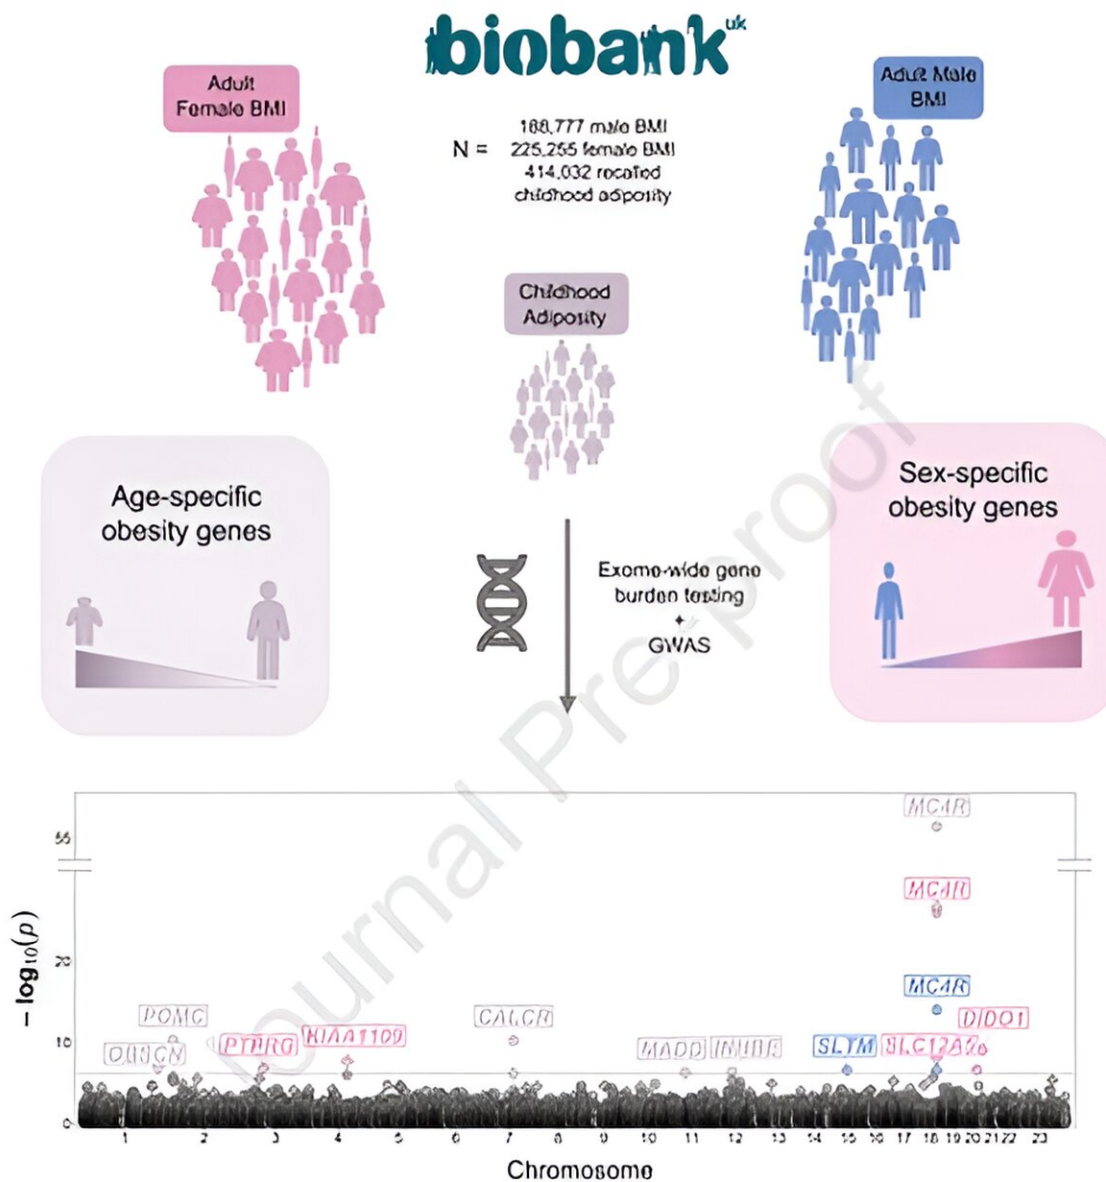 biobank uk
Adult
Female BMI
188,777 male BMI
N = 225,255 female BMI
414,032 recalled
childhood adiposity
Adult Male
BMI
Childhood
Adiposity
Age-specific
obesity genes
Exome-wide gene
burden testing
+
GWAS
Sex-specific
obesity genes
Journal Pre-proof
MC4R
55
MC4R
20
MC4R
POMC
CALCR
DIDO1
10
OBSCN
PTPRG
KIAA1109
MADD
INHBE
SLTM
SLC12A5
0
− log10(p)
1 2 3 4 5 6 7 8 9 10 11 12 13 14 15 16 17 18 19 20 21 22 23
Chromosome